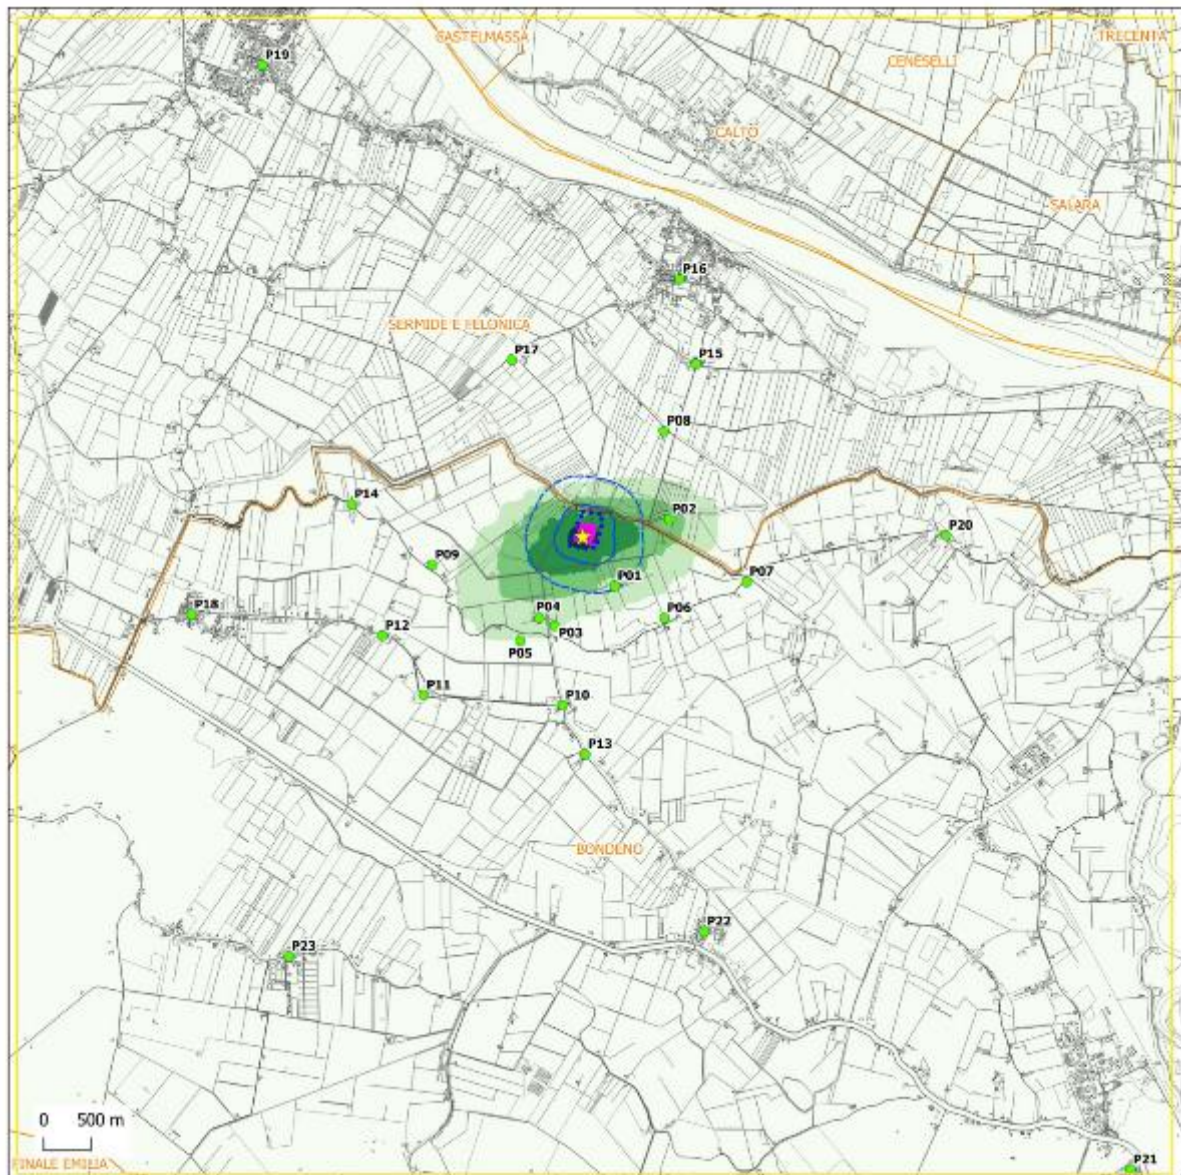 CASTELMASSA
TRECENTA
P19
CENESELLI
CALTO
SALARA
P16
SERMIDE E FELONICA
P17
P15
P08
P14
P02
P20
P09
P01
P07
P18
P04
P06
P03
P12
P05
P11
P10
P13
BONDENO
P22
P23
0 500 m
FINALE EMILIA
P21